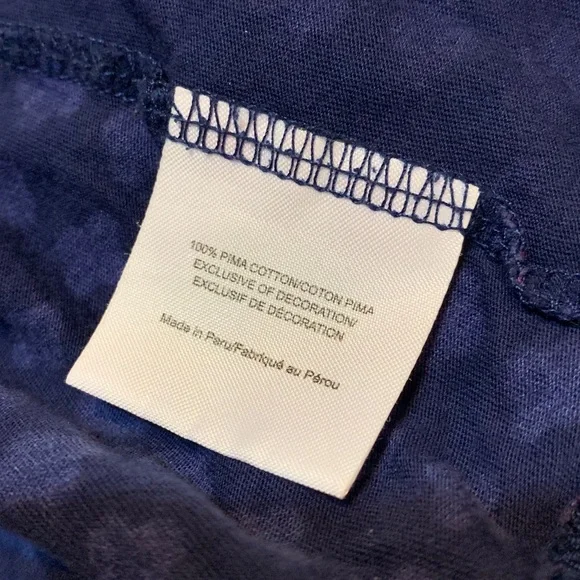 100% PIMA COTTON/COTON PIMA
EXCLUSIVE OF DECORATION/
EXCLUSIF DE DÉCORATION
Made in Peru/Fabriqué au Pérou